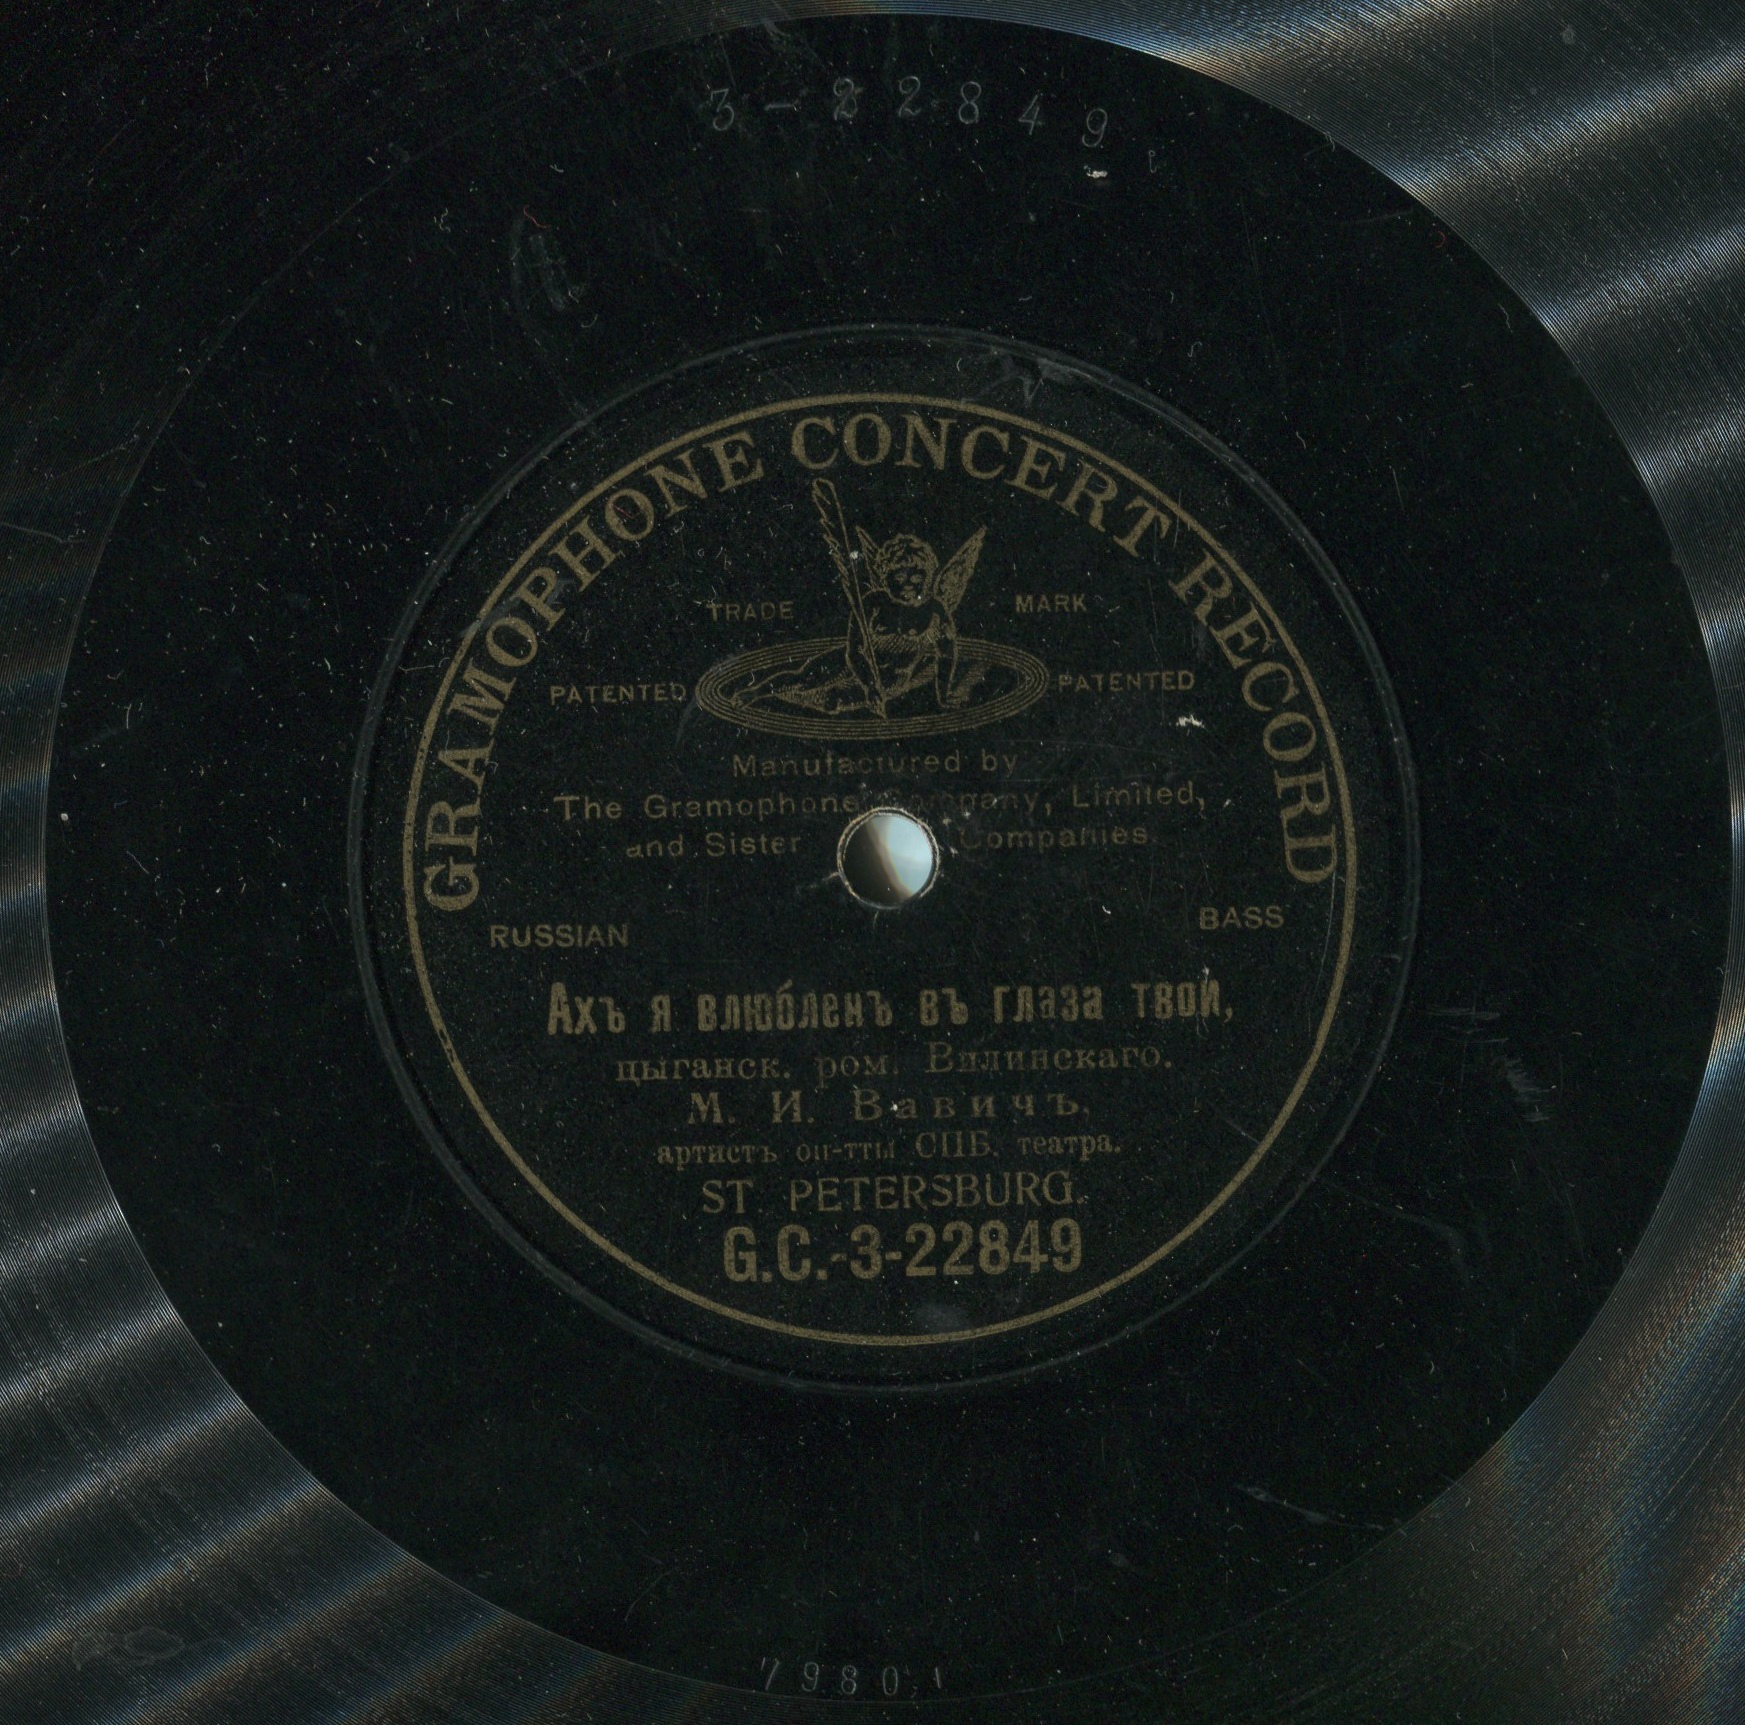 3-22849
GRAMOPHONE CONCERT RECORD
TRADE MARK
PATENTED PATENTED
Manufactured by
The Gramophone Company, Limited,
and Sister Companies.
RUSSIAN BASS
Ахъ я влюбленъ въ глаза твои,
цыганск. ром. Вилинскаго.
М. И. Вавичъ,
артистъ оп-тты СПБ. театра.
ST. PETERSBURG.
G.C.-3-22849
7980